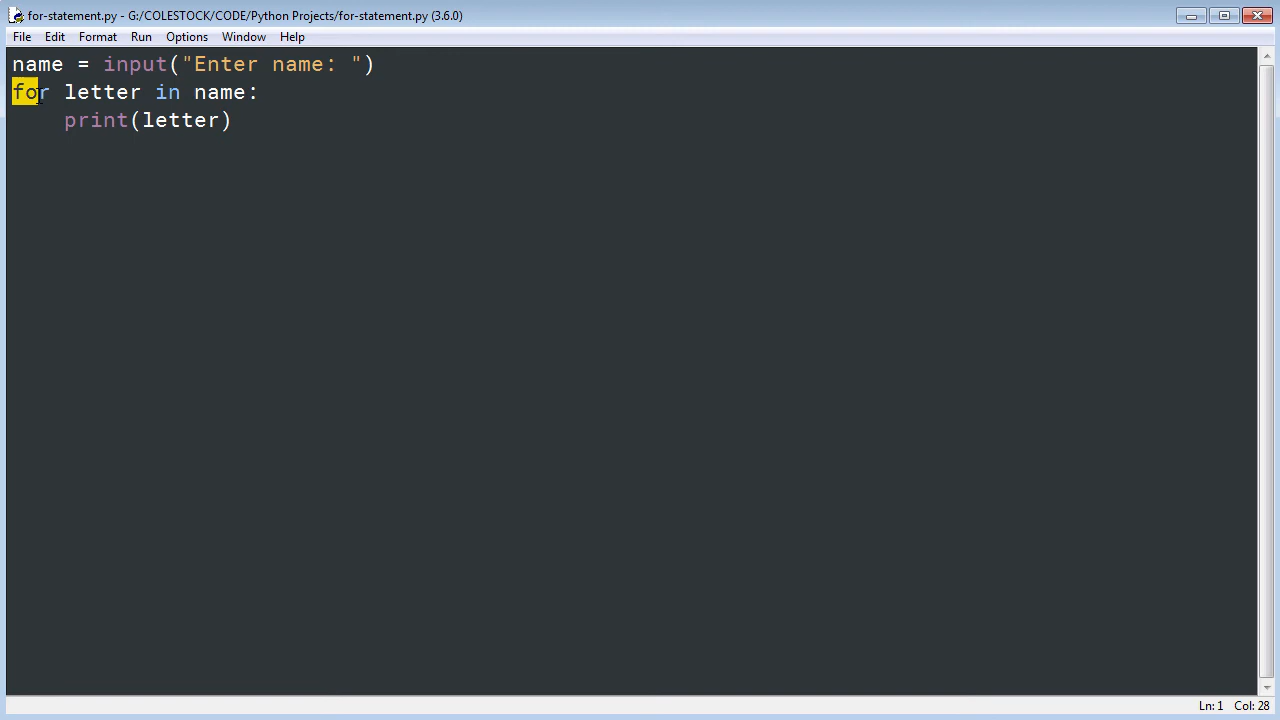 for-statement.py - G:/COLESTOCK/CODE/Python Projects/for-statement.py (3.6.0)
File Edit Format Run Options Window Help
name = input("Enter name: ")
for letter in name:
    print(letter)
Ln: 1 Col: 28